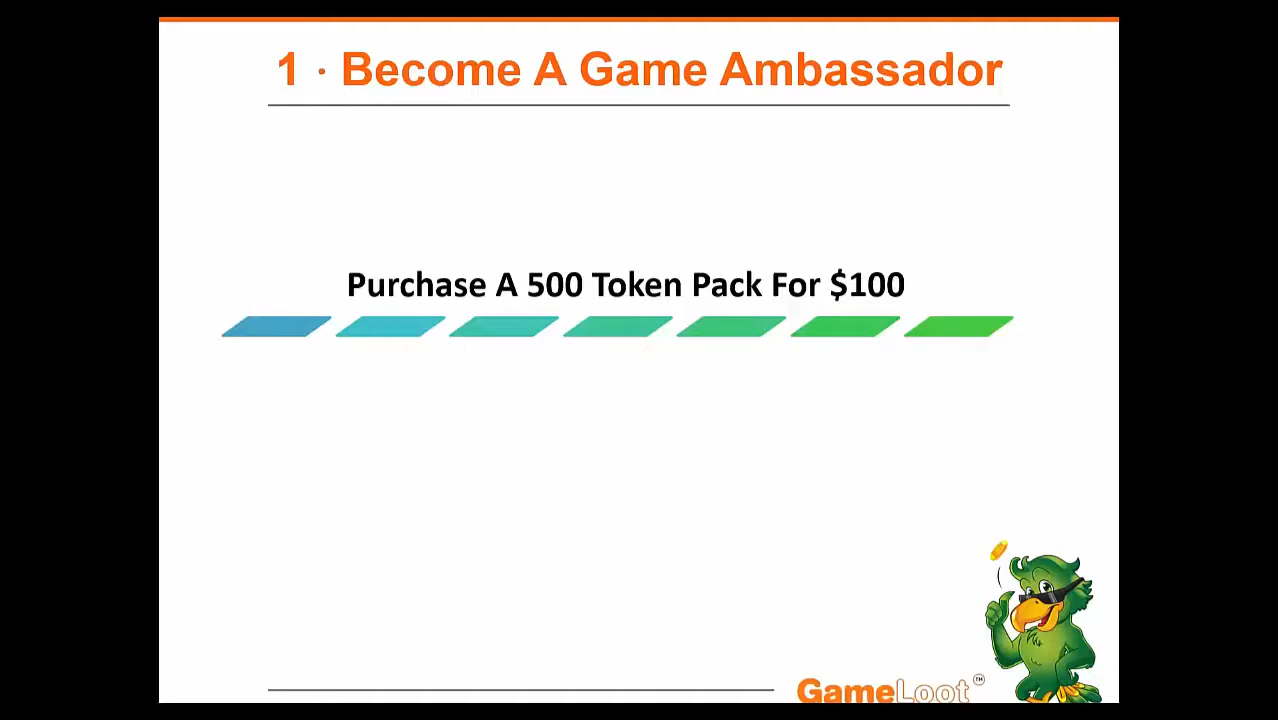 1 · Become A Game Ambassador
Purchase A 500 Token Pack For $100
GameLoot™